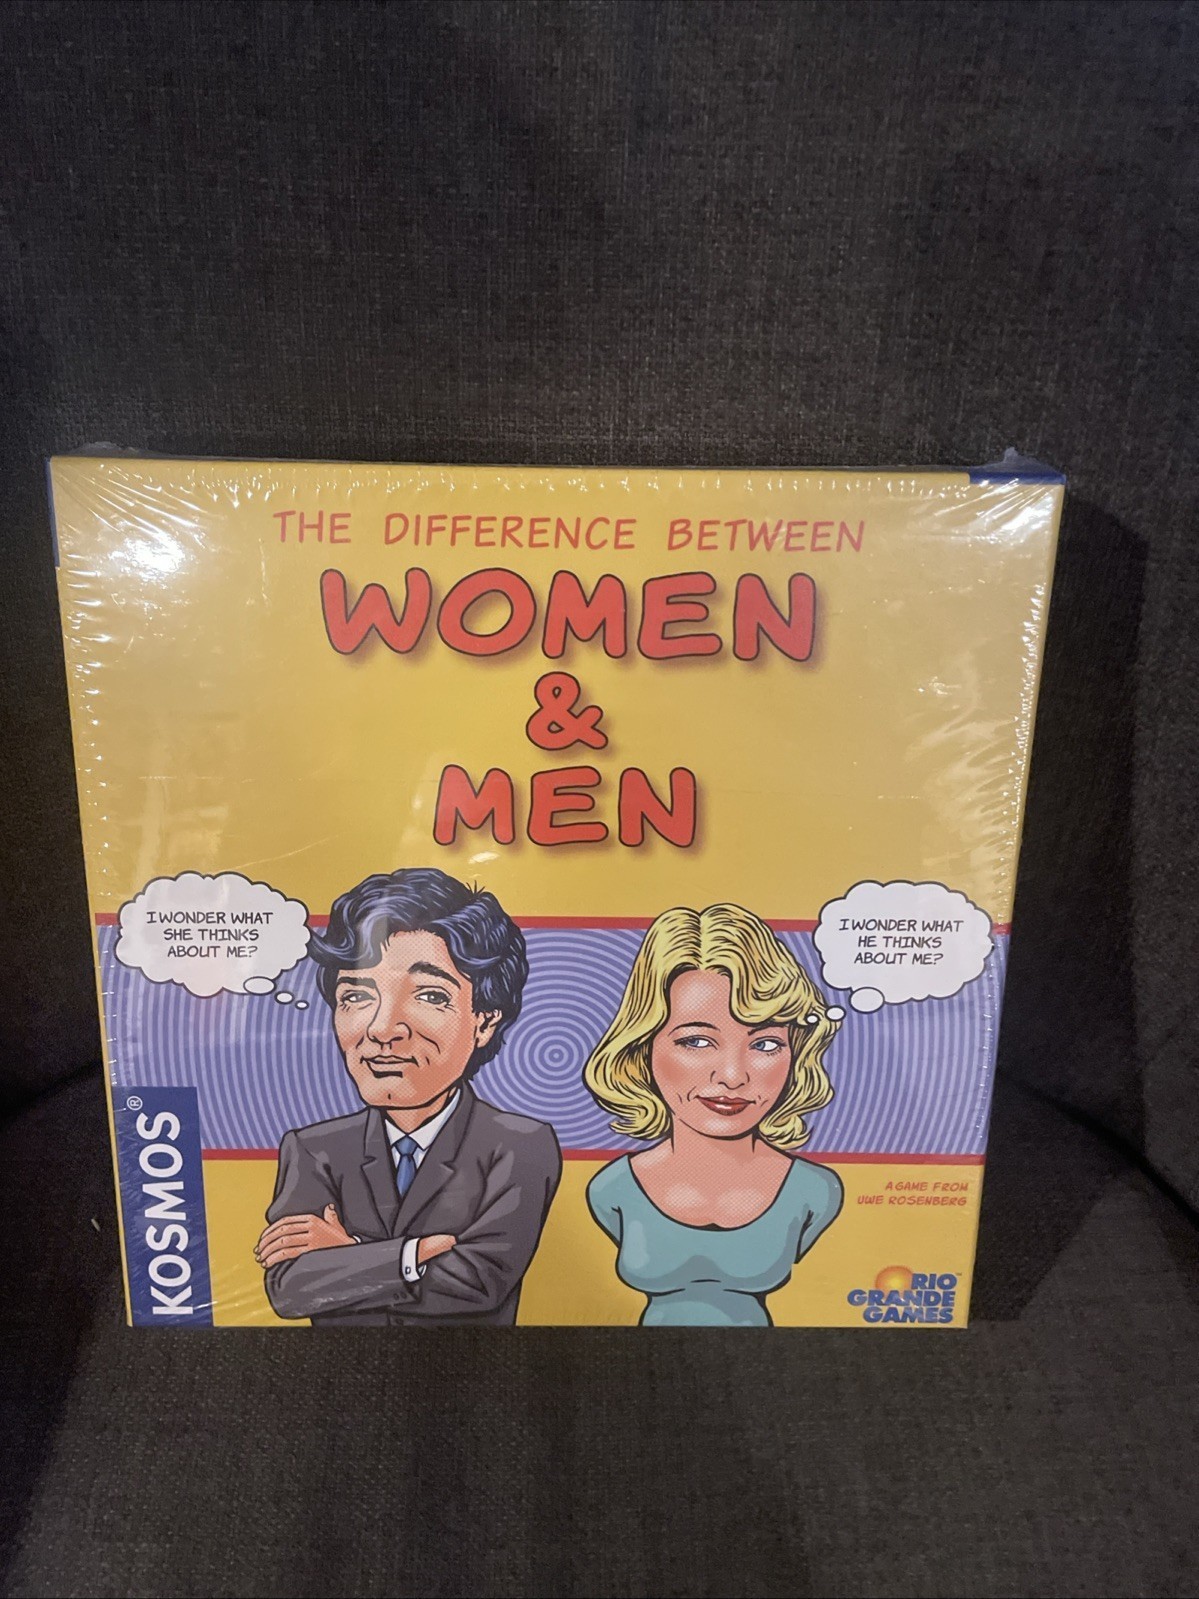 THE DIFFERENCE BETWEEN
WOMEN
&
MEN
I WONDER WHAT
SHE THINKS
ABOUT ME?
I WONDER WHAT
HE THINKS
ABOUT ME?
KOSMOS®
A GAME FROM
UWE ROSENBERG
RIO
GRANDE
GAMES™